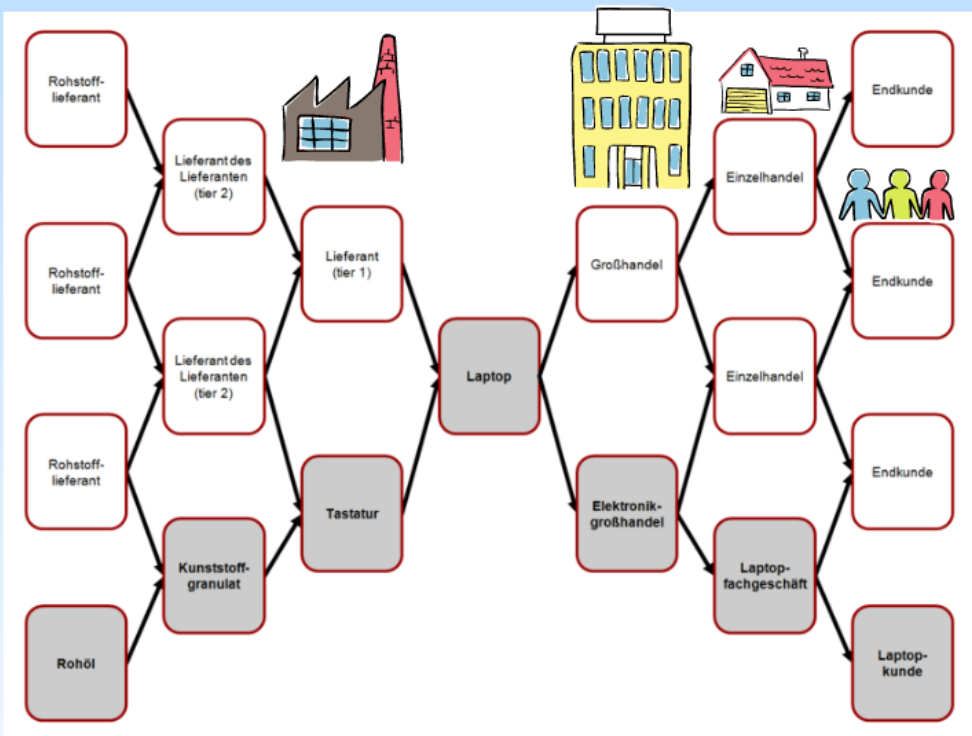 Rohstoff-
lieferant
Rohstoff-
lieferant
Rohstoff-
lieferant
Rohöl
Lieferant des
Lieferanten
(tier 2)
Lieferant des
Lieferanten
(tier 2)
Kunststoff-
granulat
Lieferant
(tier 1)
Tastatur
Laptop
Großhandel
Elektronik-
großhandel
Einzelhandel
Einzelhandel
Laptop-
fachgeschäft
Endkunde
Endkunde
Endkunde
Laptop-
kunde